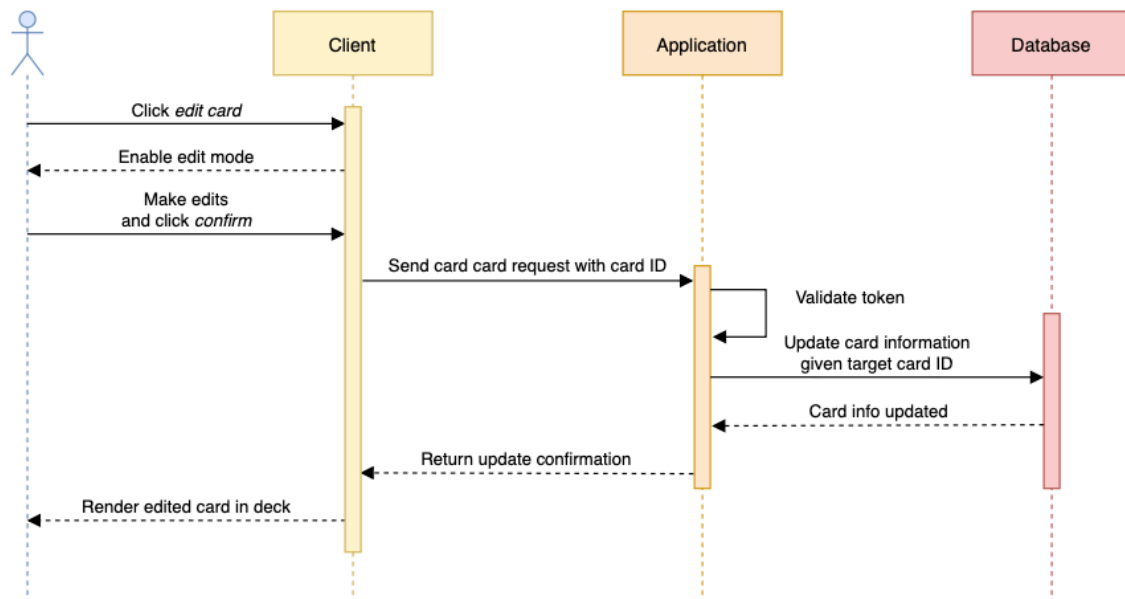 Client
Application
Database
Click edit card
Enable edit mode
Make edits
and click confirm
Send card card request with card ID
Validate token
Update card information
given target card ID
Card info updated
Return update confirmation
Render edited card in deck